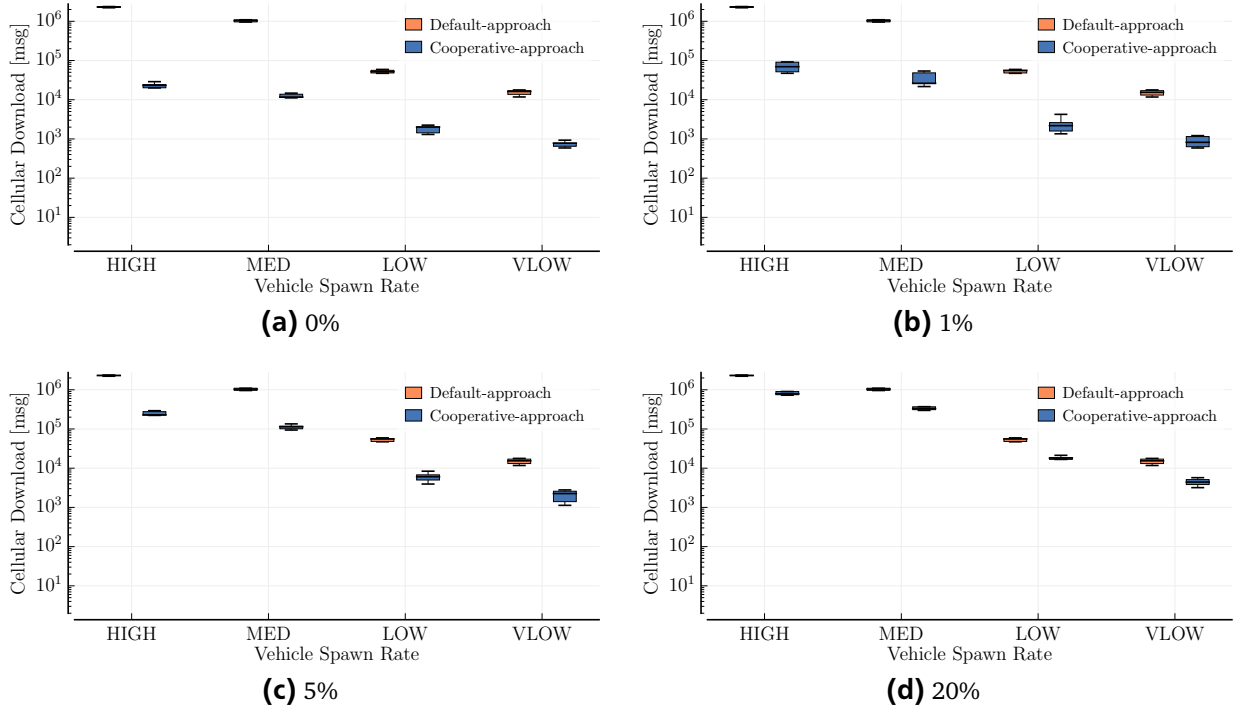 Cellular Download [msg]
10^6
10^5
10^4
10^3
10^2
10^1
Default-approach
Cooperative-approach
HIGH MED LOW VLOW
Vehicle Spawn Rate
(a) 0%
Cellular Download [msg]
10^6
10^5
10^4
10^3
10^2
10^1
Default-approach
Cooperative-approach
HIGH MED LOW VLOW
Vehicle Spawn Rate
(b) 1%
Cellular Download [msg]
10^6
10^5
10^4
10^3
10^2
10^1
Default-approach
Cooperative-approach
HIGH MED LOW VLOW
Vehicle Spawn Rate
(c) 5%
Cellular Download [msg]
10^6
10^5
10^4
10^3
10^2
10^1
Default-approach
Cooperative-approach
HIGH MED LOW VLOW
Vehicle Spawn Rate
(d) 20%